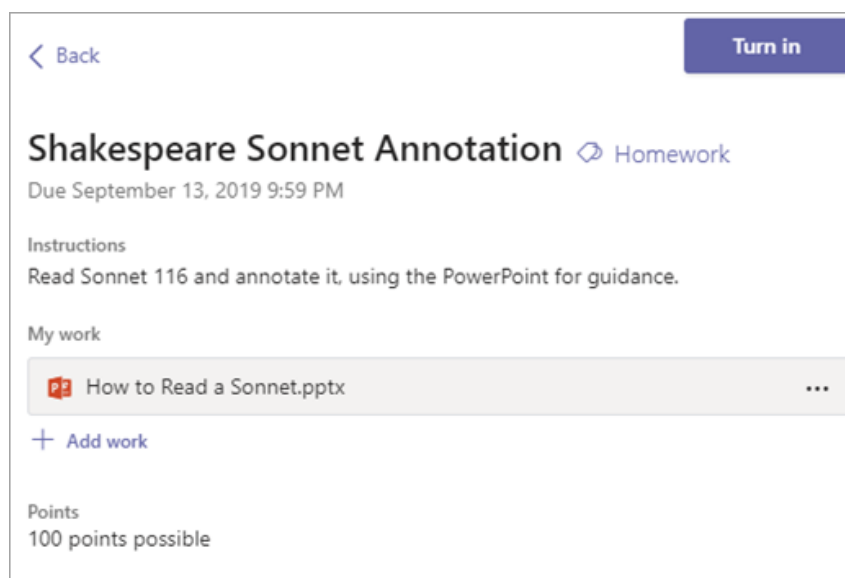 Back
Turn in
Shakespeare Sonnet Annotation Homework
Due September 13, 2019 9:59 PM
Instructions
Read Sonnet 116 and annotate it, using the PowerPoint for guidance.
My work
How to Read a Sonnet.pptx
Add work
Points
100 points possible